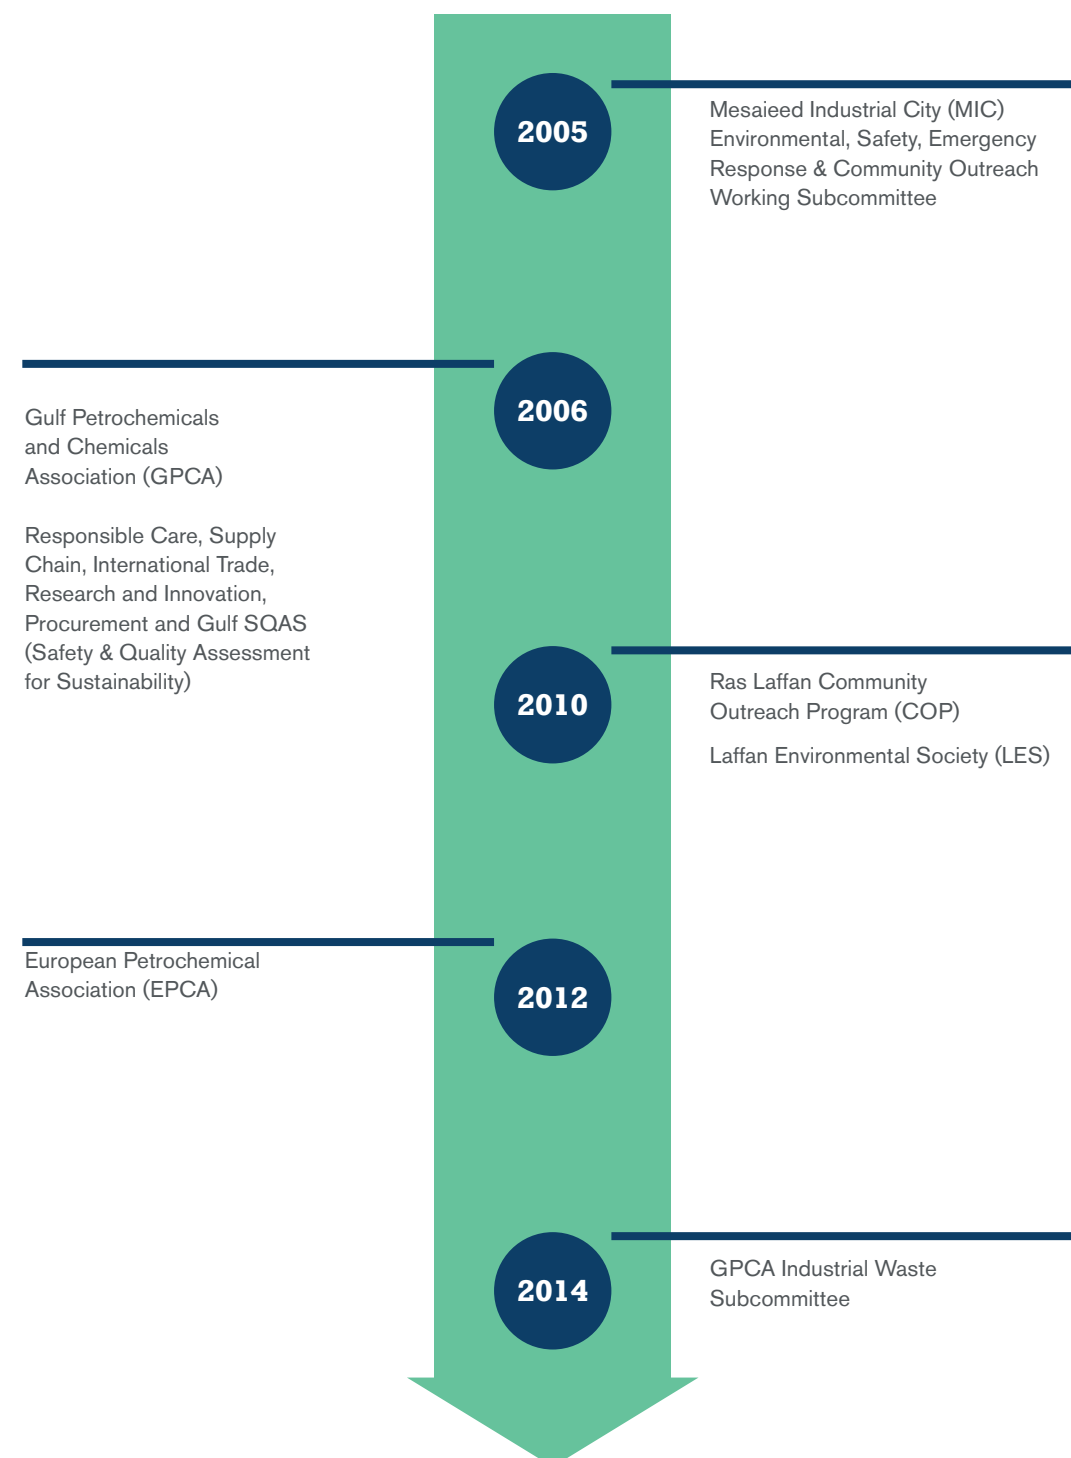 2005
Mesaieed Industrial City (MIC)
Environmental, Safety, Emergency
Response & Community Outreach
Working Subcommittee
2006
Gulf Petrochemicals
and Chemicals
Association (GPCA)
Responsible Care, Supply
Chain, International Trade,
Research and Innovation,
Procurement and Gulf SQAS
(Safety & Quality Assessment
for Sustainability)
2010
Ras Laffan Community
Outreach Program (COP)
Laffan Environmental Society (LES)
2012
European Petrochemical
Association (EPCA)
2014
GPCA Industrial Waste
Subcommittee